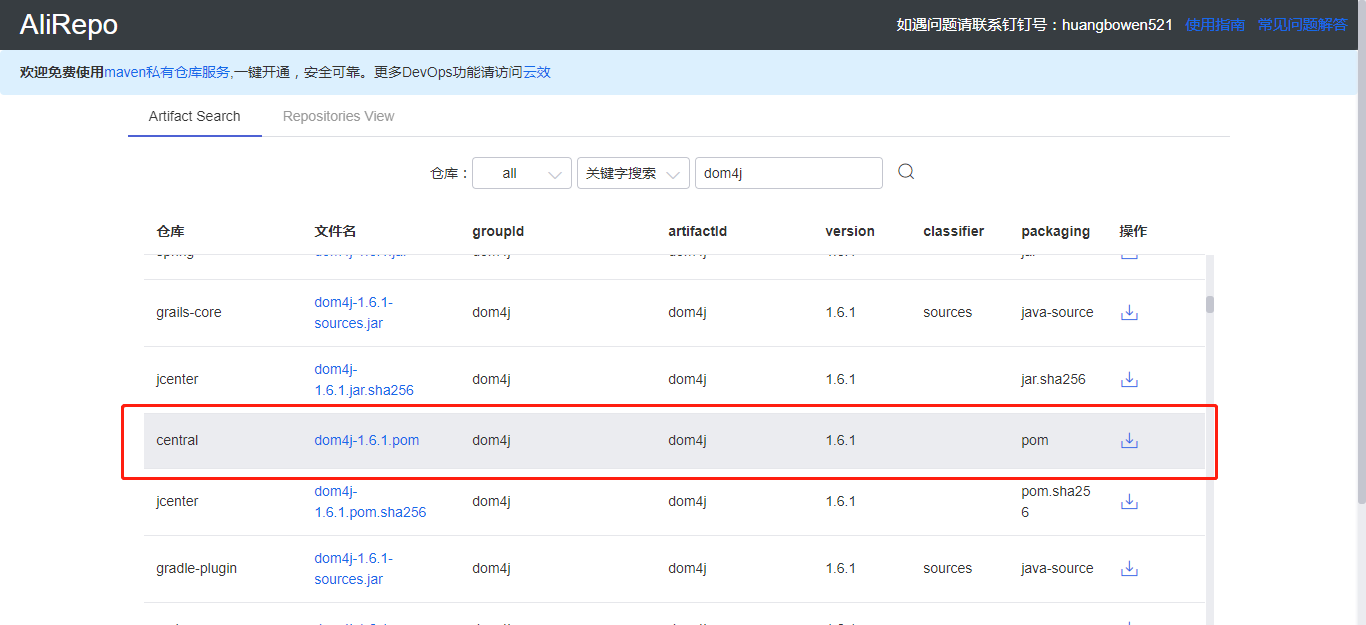 AliRepo
如遇问题请联系钉钉号：huangbowen521 使用指南 常见问题解答
欢迎免费使用maven私有仓库服务,一键开通，安全可靠。更多DevOps功能请访问云效
Artifact Search Repositories View
仓库： all 关键字搜索 dom4j
仓库 文件名 groupId artifactId version classifier packaging 操作
grails-core dom4j-1.6.1-
sources.jar dom4j dom4j 1.6.1 sources java-source
jcenter dom4j-
1.6.1.jar.sha256 dom4j dom4j 1.6.1 jar.sha256
central dom4j-1.6.1.pom dom4j dom4j 1.6.1 pom
jcenter dom4j-
1.6.1.pom.sha256 dom4j dom4j 1.6.1 pom.sha25
6
gradle-plugin dom4j-1.6.1-
sources.jar dom4j dom4j 1.6.1 sources java-source